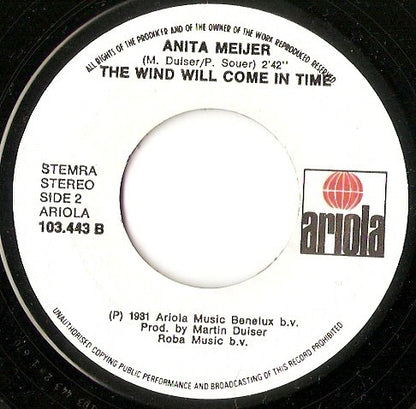 ALL RIGHTS OF THE PRODUCER AND OF THE OWNER OF THE WORK REPRODUCED RESERVED
ANITA MEIJER
(M. Duiser/P. Souer) 2'42"
THE WIND WILL COME IN TIME
STEMRA
STEREO
SIDE 2
ARIOLA
103.443 B
ariola
(P) 1981 Ariola Music Benelux b.v.
Prod. by Martin Duiser
Roba Music b.v.
UNAUTHORISED COPYING PUBLIC PERFORMANCE AND BROADCASTING OF THIS RECORD PROHIBITED